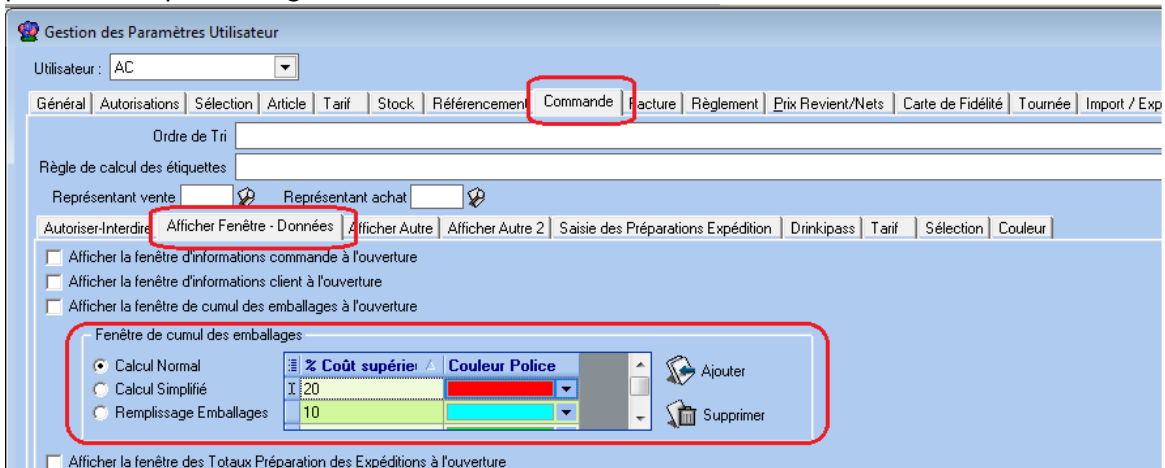 Gestion des Paramètres Utilisateur
Utilisateur : AC
Général Autorisations Sélection Article Tarif Stock Référencement Commande Facture Règlement Prix Revient/Nets Carte de Fidélité Tournée Import / Exp
Ordre de Tri
Règle de calcul des étiquettes
Représentant vente Représentant achat
Autoriser-Interdire Afficher Fenêtre - Données Afficher Autre Afficher Autre 2 Saisie des Préparations Expédition Drinkipass Tarif Sélection Couleur
Afficher la fenêtre d'informations commande à l'ouverture
Afficher la fenêtre d'informations client à l'ouverture
Afficher la fenêtre de cumul des emballages à l'ouverture
Fenêtre de cumul des emballages
% Coût supérie Couleur Police
Calcul Normal
Ajouter
Calcul Simplifié 20
Remplissage Emballages 10
Supprimer
Afficher la fenêtre des Totaux Préparation des Expéditions à l'ouverture